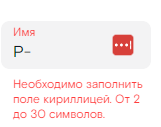 Имя
Р-
Необходимо заполнить
поле кириллицей. От 2
до 30 символов.